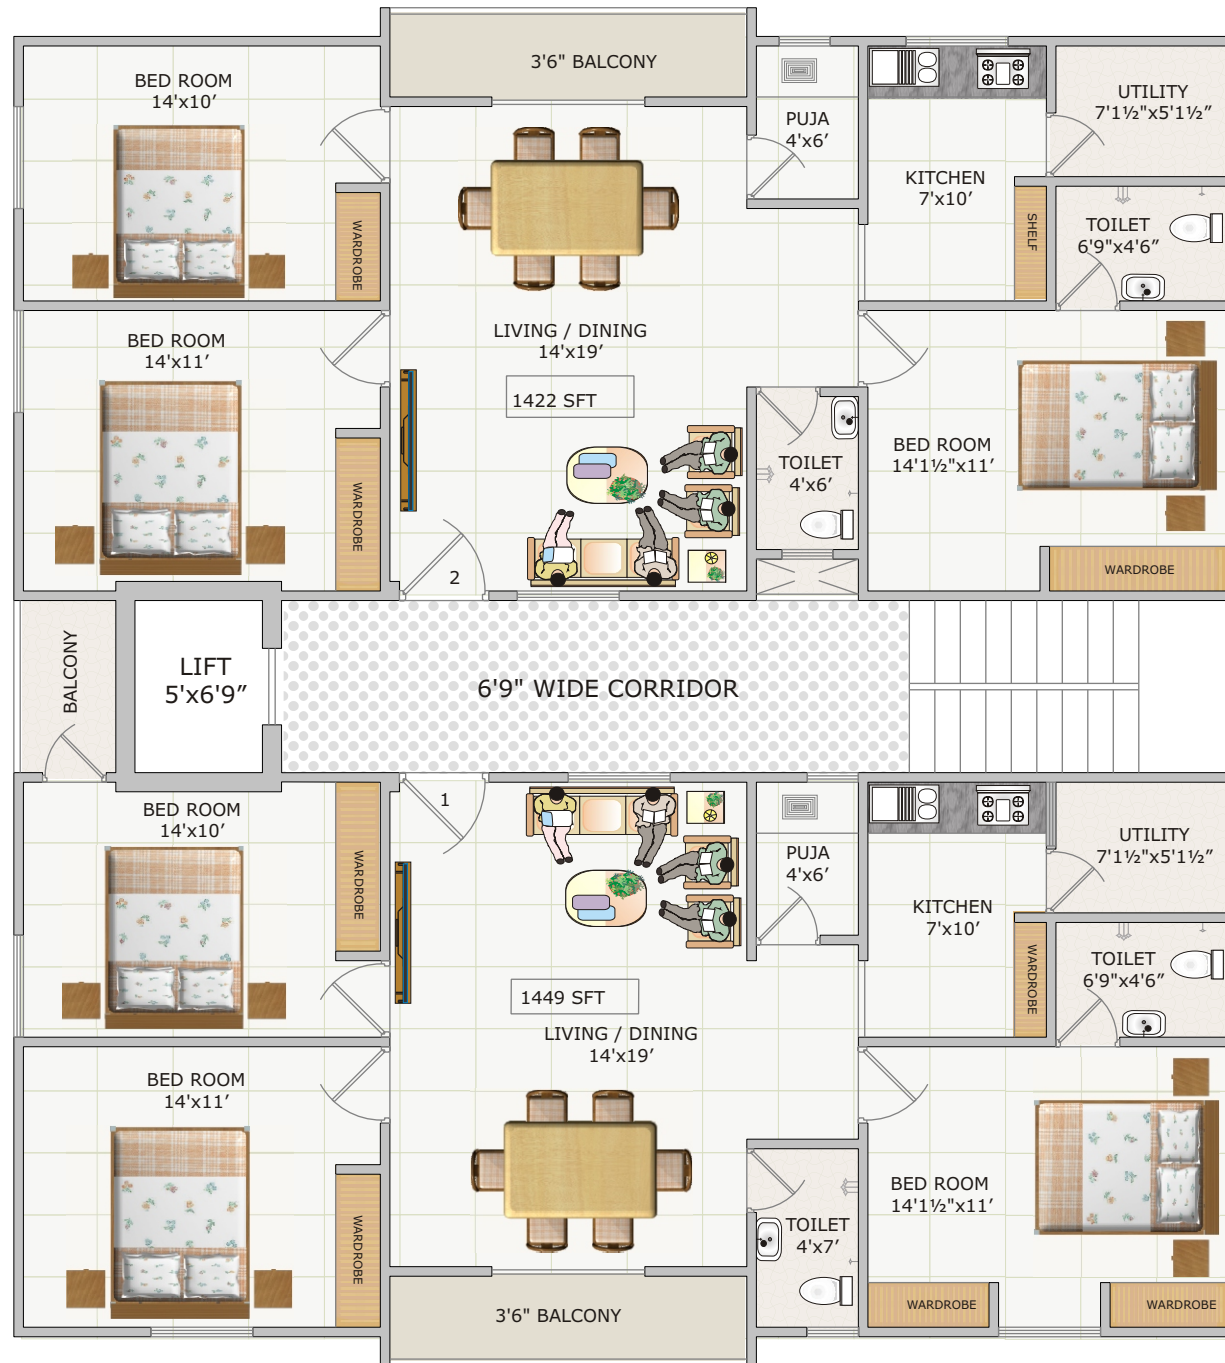 3'6" BALCONY
BED ROOM
14'x10′
PUJA
4'x6′
UTILITY
7'1½"x5'1½″
KITCHEN
7'x10′
WARDROBE
SHELF
TOILET
6'9"x4'6″
LIVING / DINING
14'x19′
BED ROOM
14'x11′
1422 SFT
TOILET
4'x6′
BED ROOM
14'1½"x11′
WARDROBE
WARDROBE
2
BALCONY
LIFT
5'x6'9″
6'9" WIDE CORRIDOR
1
BED ROOM
14'x10′
WARDROBE
PUJA
4'x6′
UTILITY
7'1½"x5'1½″
KITCHEN
7'x10′
WARDROBE
TOILET
6'9"x4'6″
1449 SFT
LIVING / DINING
14'x19′
BED ROOM
14'x11′
WARDROBE
BED ROOM
14'1½"x11′
TOILET
4'x7′
WARDROBE
WARDROBE
3'6" BALCONY